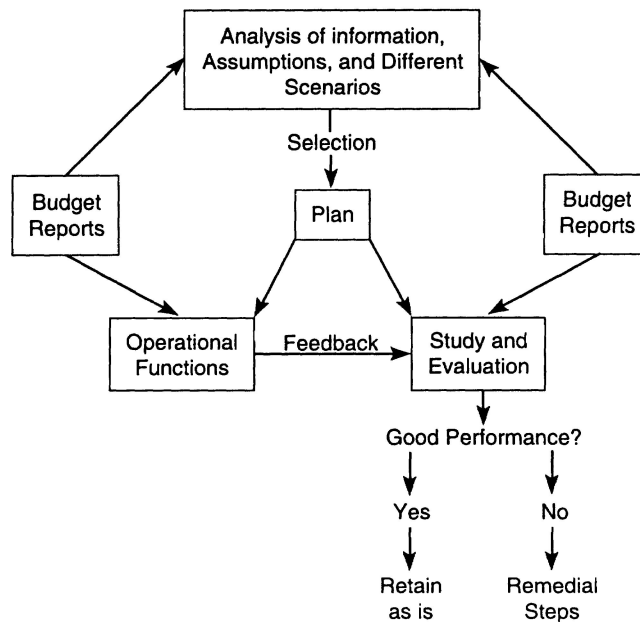 Analysis of information,
Assumptions, and Different
Scenarios
Selection
Budget
Reports
Plan
Budget
Reports
Operational
Functions
Feedback
Study and
Evaluation
Good Performance?
Yes
No
Retain
as is
Remedial
Steps